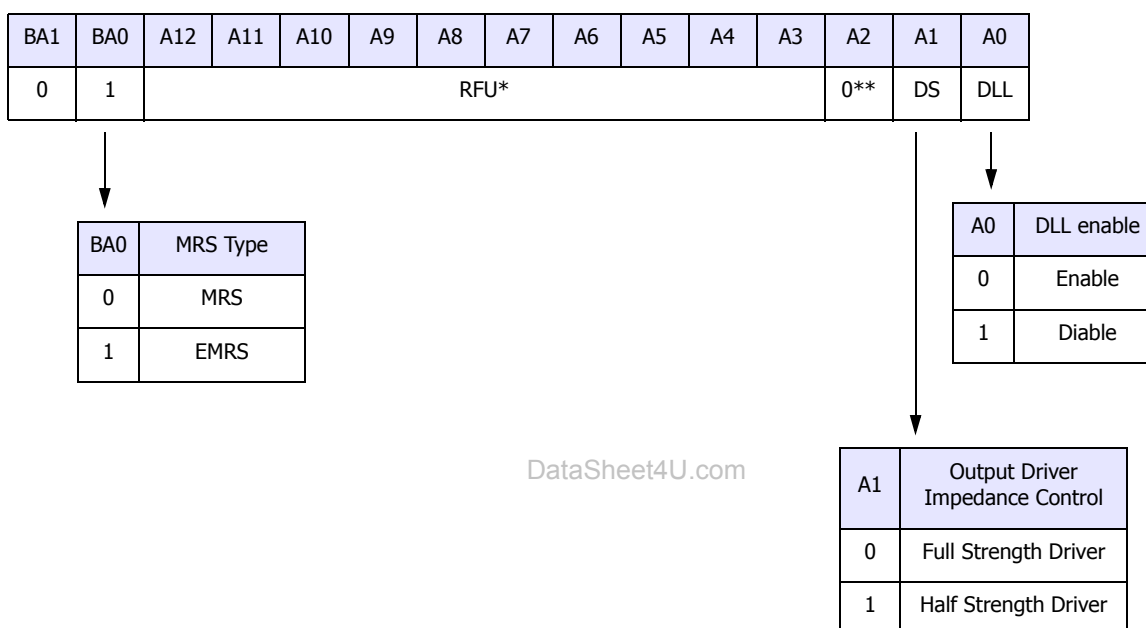 BA1 BA0 A12 A11 A10 A9 A8 A7 A6 A5 A4 A3 A2 A1 A0
0 1 RFU* 0** DS DLL
BA0 MRS Type
0 MRS
1 EMRS
A0 DLL enable
0 Enable
1 Diable
DataSheet4U.com
A1 Output Driver
Impedance Control
0 Full Strength Driver
1 Half Strength Driver